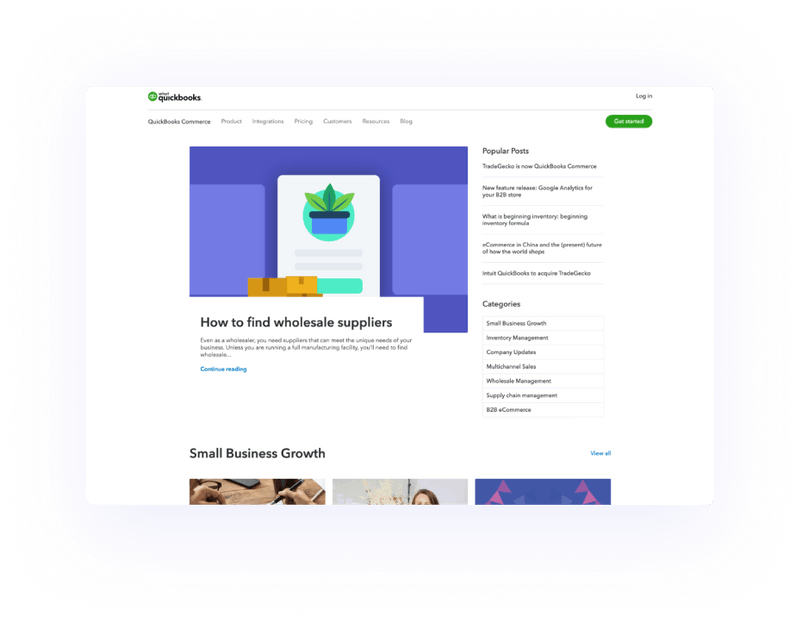 intuit
quickbooks.
Log in
QuickBooks Commerce Product Integrations Pricing Customers Resources Blog
Get started
How to find wholesale suppliers
Even as a wholesaler, you need suppliers that can meet the unique needs of your
business. Unless you are running a full manufacturing facility, you'll need to find
wholesale...
Continue reading
Popular Posts
TradeGecko is now QuickBooks Commerce
New feature release: Google Analytics for
your B2B store
What is beginning inventory: beginning
inventory formula
eCommerce in China and the (present) future
of how the world shops
Intuit QuickBooks to acquire TradeGecko
Categories
Small Business Growth
Inventory Management
Company Updates
Multichannel Sales
Wholesale Management
Supply chain management
B2B eCommerce
Small Business Growth
View all